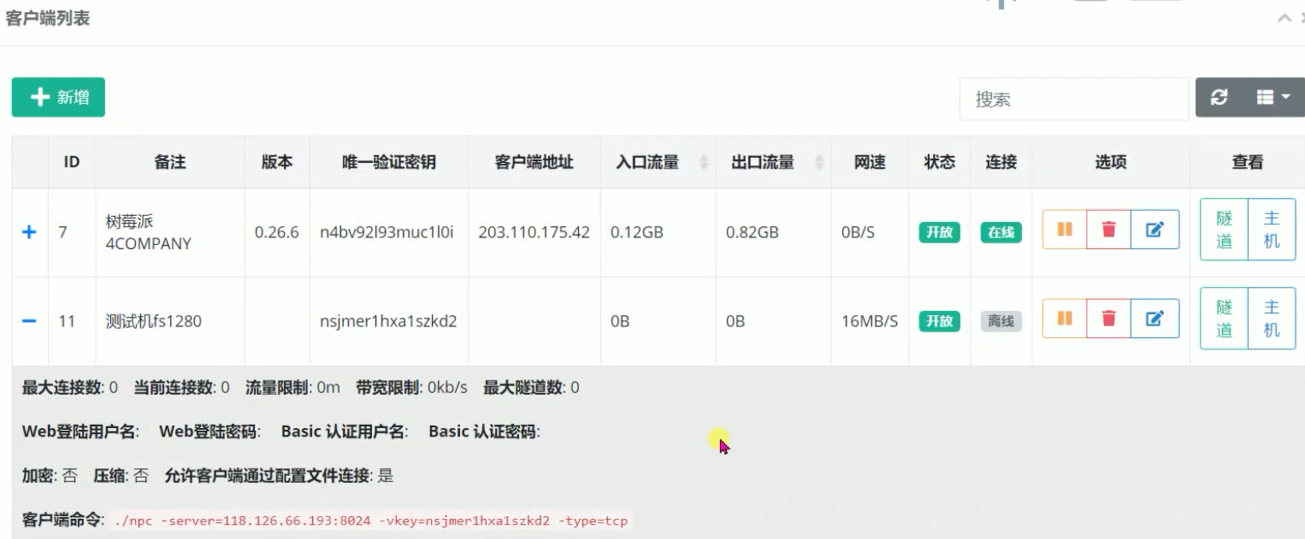 客户端列表
新增
搜索
ID 备注 版本 唯一验证密钥 客户端地址 入口流量 出口流量 网速 状态 连接 选项 查看
7 树莓派 4COMPANY 0.26.6 n4bv92l93muc1l0i 203.110.175.42 0.12GB 0.82GB 0B/S 开放 在线 隧道 主机
11 测试机fs1280 nsjmer1hxa1szkd2 0B 0B 16MB/S 开放 离线 隧道 主机
最大连接数: 0 当前连接数: 0 流量限制: 0m 带宽限制: 0kb/s 最大隧道数: 0
Web登陆用户名: Web登陆密码: Basic 认证用户名: Basic 认证密码:
加密: 否 压缩: 否 允许客户端通过配置文件连接: 是
客户端命令: ./npc -server=118.126.66.193:8024 -vkey=nsjmer1hxa1szkd2 -type=tcp